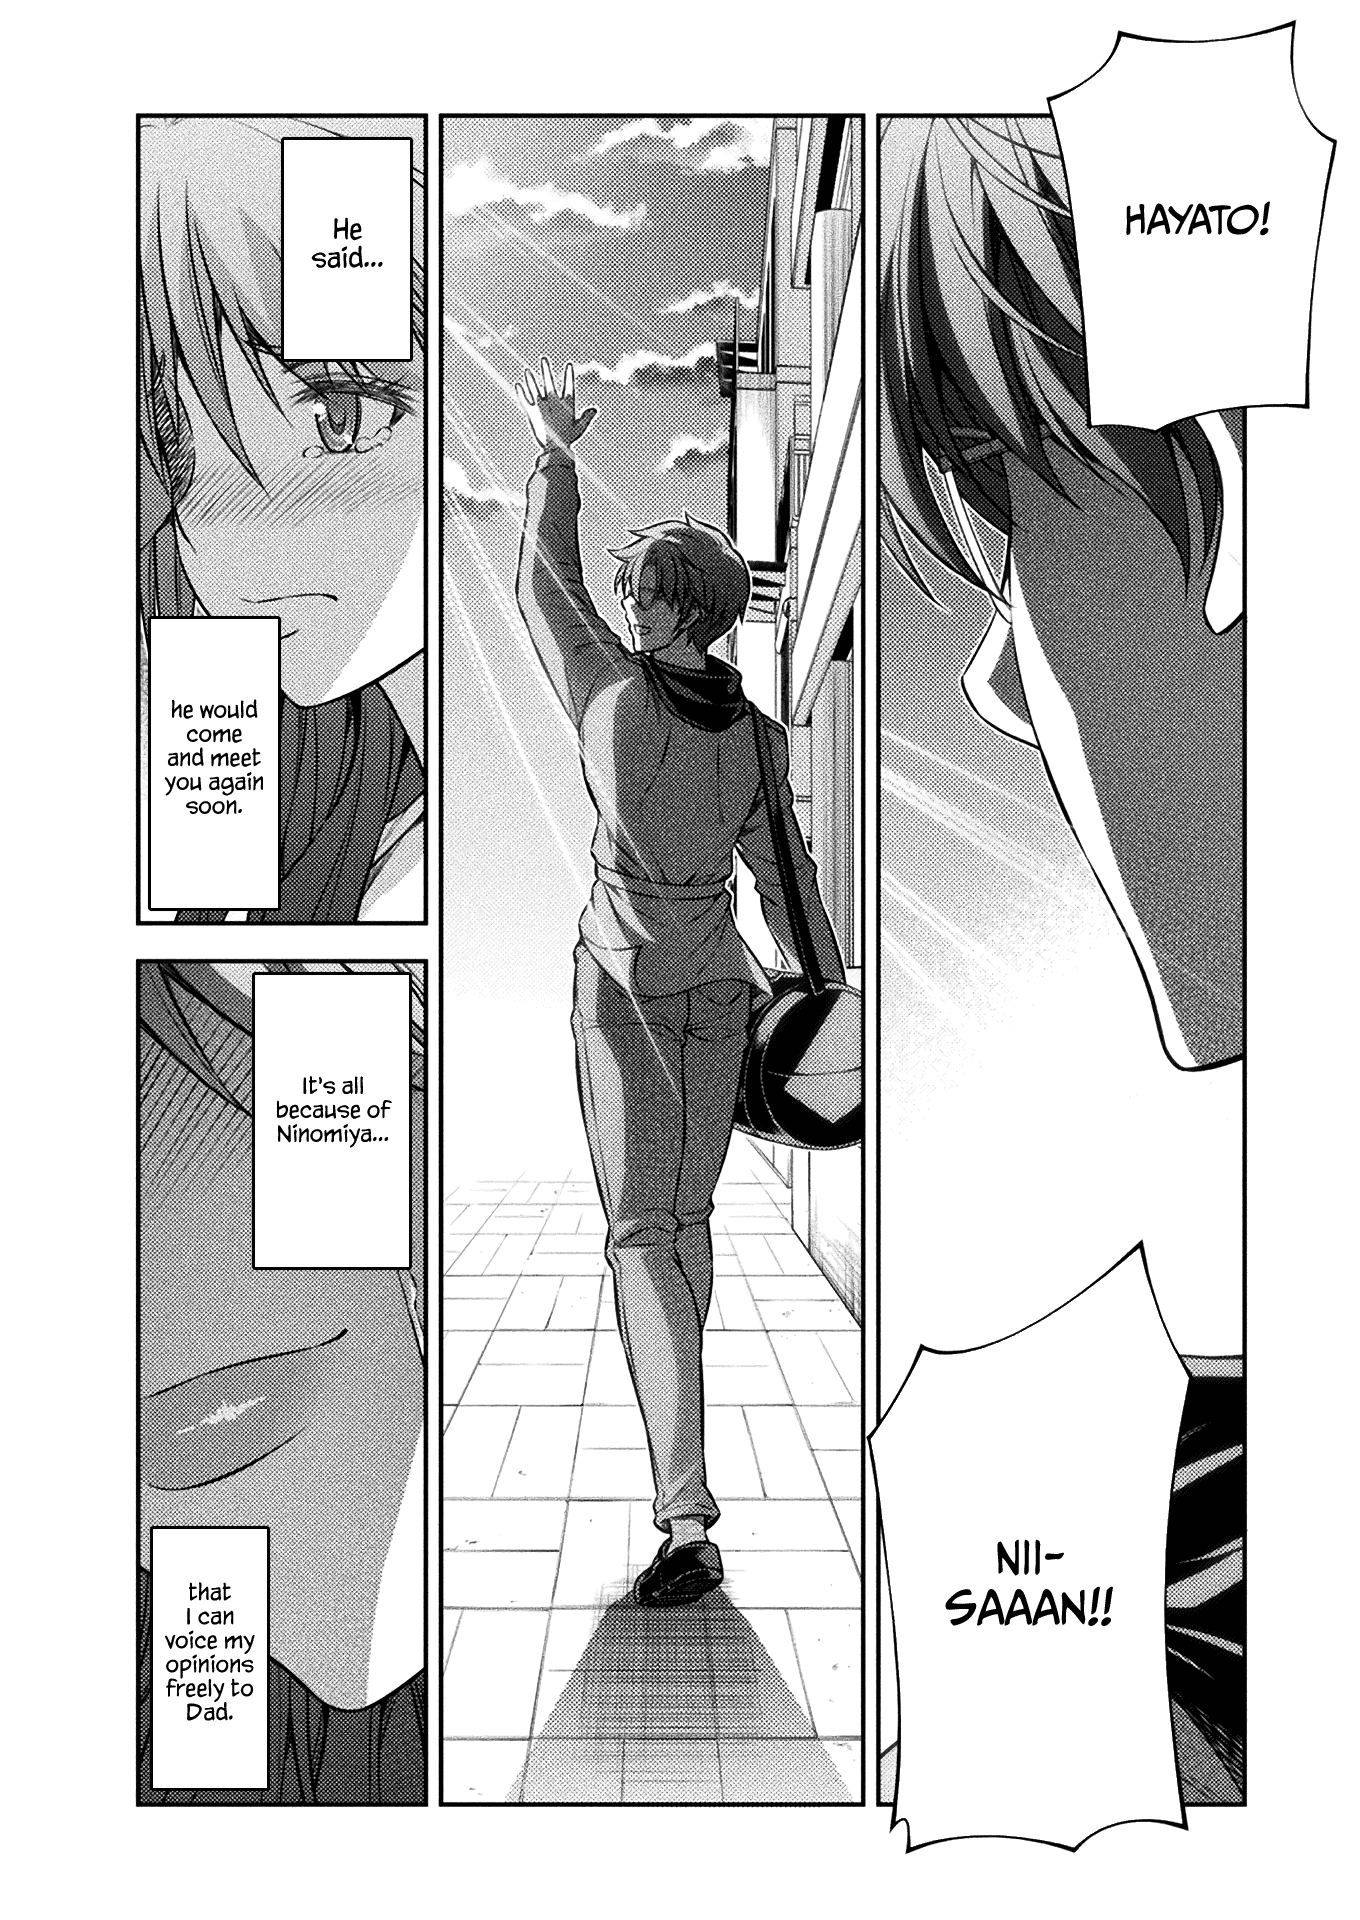 HAYATO!
NII-
SAAAN!!
He
said...
he would
come
and meet
you again
soon.
It's all
because of
Ninomiya...
that
I can
voice my
opinions
freely to
Dad.